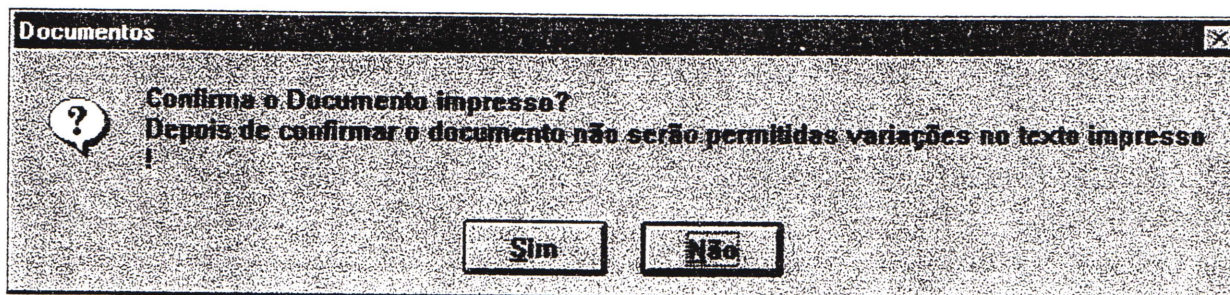 Documentos
Confirma o Documento impresso?
Depois de confirmar o documento não serão permitidas variações no texto impresso
!
Sim
Não